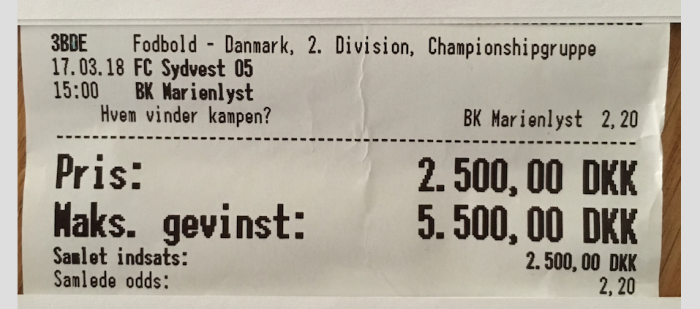 3BDE Fodbold - Danmark, 2. Division, Championshipgruppe
17.03.18 FC Sydvest 05
15:00 BK Marienlyst
Hvem vinder kampen? BK Marienlyst 2,20
Pris: 2.500,00 DKK
Maks. gevinst: 5.500,00 DKK
Samlet indsats: 2.500,00 DKK
Samlede odds: 2,20